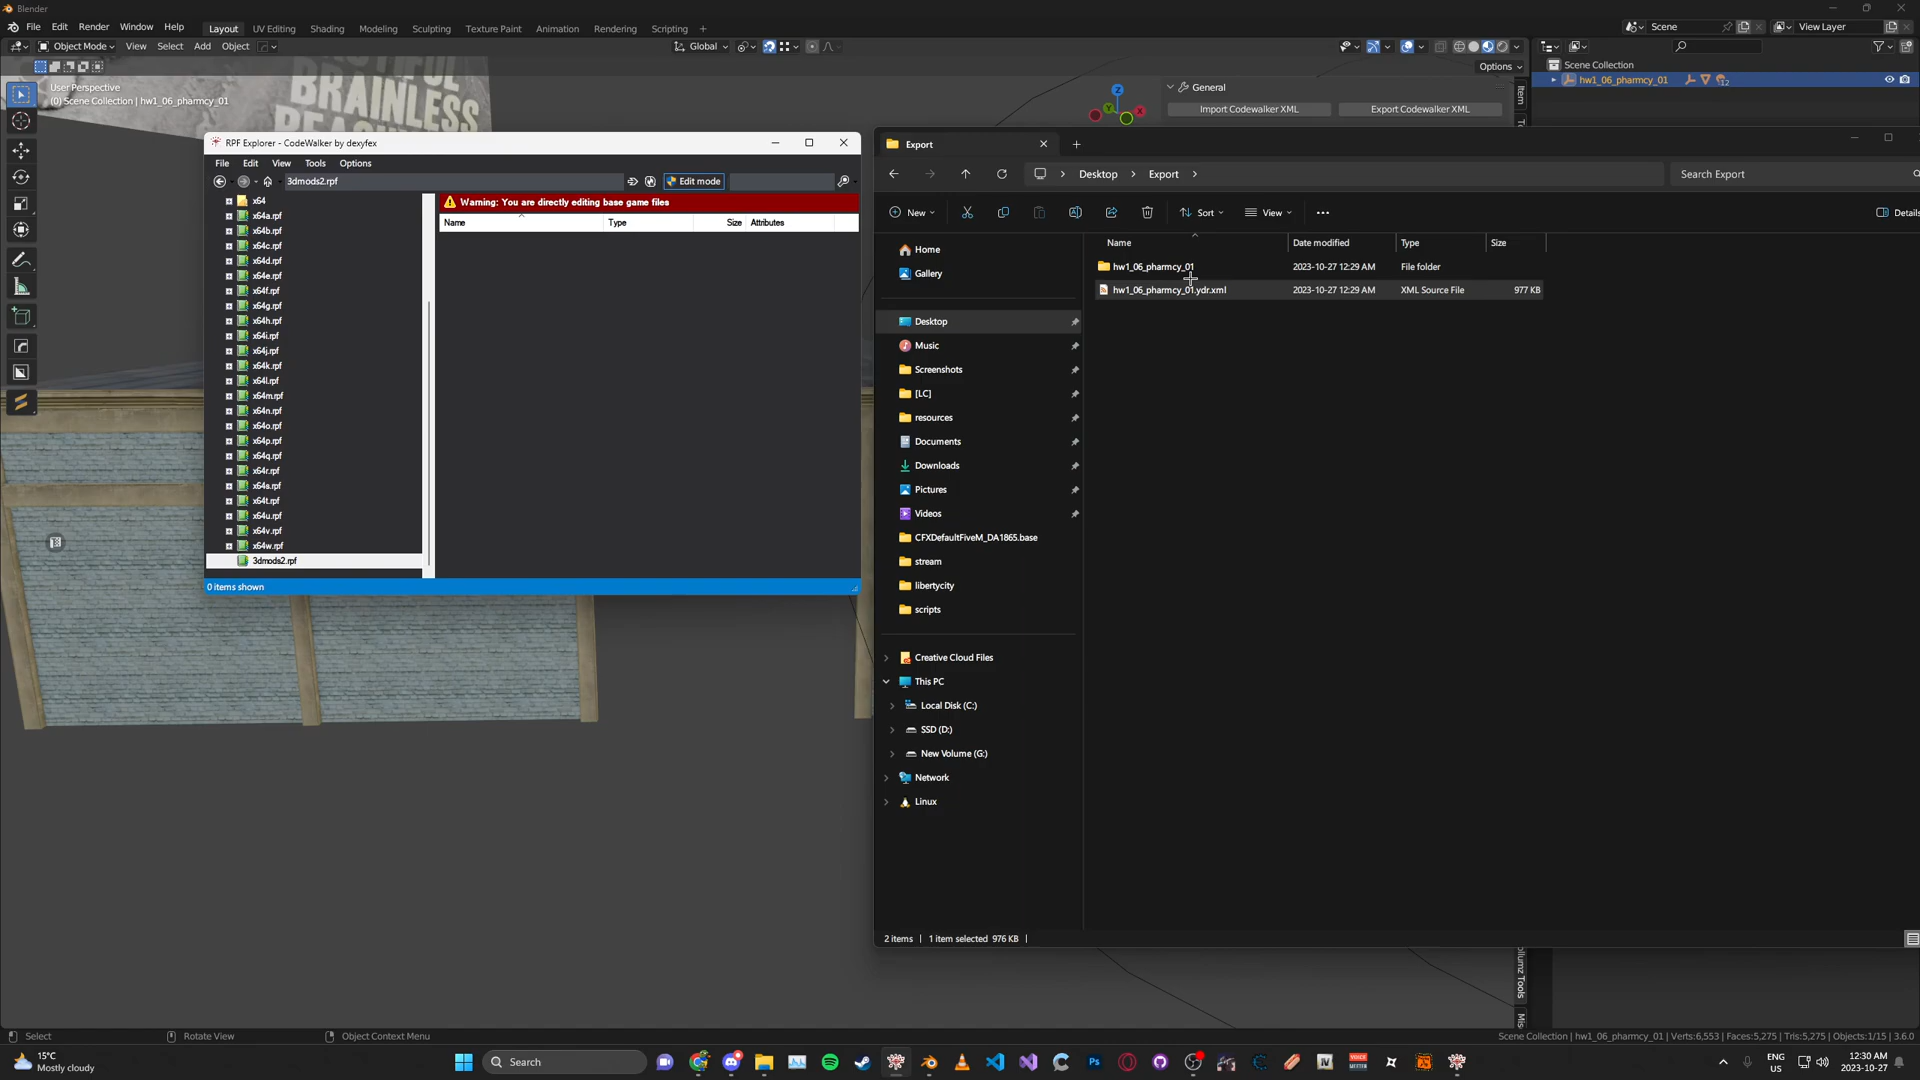 Blender
File Edit Render Window Help
Layout UV Editing Shading Modeling Sculpting Texture Paint Animation Rendering Scripting +
Scene
View Layer
Object Mode View Select Add Object
Global
Options
User Perspective
(0) Scene Collection | hw1_06_pharmcy_01
BRAINLESS
Z
X
General
Import Codewalker XML
Export Codewalker XML
Item
Scene Collection
hw1_06_pharmcy_01
12
RPF Explorer - CodeWalker by dexyfex
File Edit View Tools Options
3dmods2.rpf
Edit mode
Warning: You are directly editing base game files
Name Type Size Attributes
x64
x64a.rpf
x64b.rpf
x64c.rpf
x64d.rpf
x64e.rpf
x64f.rpf
x64g.rpf
x64h.rpf
x64i.rpf
x64j.rpf
x64k.rpf
x64l.rpf
x64m.rpf
x64n.rpf
x64o.rpf
x64p.rpf
x64q.rpf
x64r.rpf
x64s.rpf
x64t.rpf
x64u.rpf
x64v.rpf
x64w.rpf
3dmods2.rpf
0 items shown
Export
Desktop > Export >
Search Export
New
Sort
View
Details
Name Date modified Type Size
hw1_06_pharmcy_01 2023-10-27 12:29 AM File folder
hw1_06_pharmcy_01.ydr.xml 2023-10-27 12:29 AM XML Source File 977 KB
Home
Gallery
Desktop
Music
Screenshots
[LC]
resources
Documents
Downloads
Pictures
Videos
CFXDefaultFiveM_DA1865.base
stream
libertycity
scripts
Creative Cloud Files
This PC
Local Disk (C:)
SSD (D:)
New Volume (G:)
Network
Linux
2 items | 1 item selected 976 KB |
ollumz Tools
Select
Rotate View
Object Context Menu
Scene Collection | hw1_06_pharmcy_01 | Verts:6,553 | Faces:5,275 | Tris:5,275 | Objects:1/15 | 3.6.0
15°C
Mostly cloudy
Search
ENG
US
12:30 AM
2023-10-27